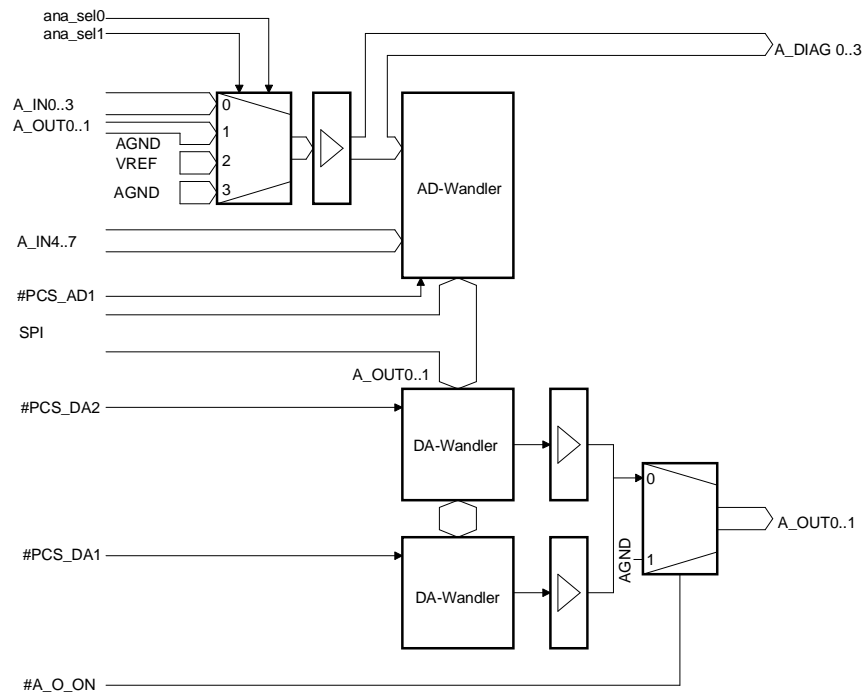 ana_sel0
ana_sel1
A_DIAG 0..3
A_IN0..3
0
A_OUT0..1
1
AGND
VREF
2
AGND
3
AD-Wandler
A_IN4..7
#PCS_AD1
SPI
A_OUT0..1
#PCS_DA2
DA-Wandler
0
A_OUT0..1
AGND
1
#PCS_DA1
DA-Wandler
#A_O_ON